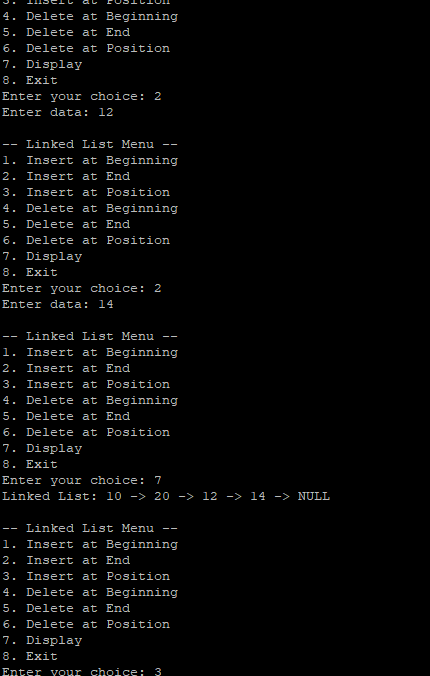 3. Insert at Position
4. Delete at Beginning
5. Delete at End
6. Delete at Position
7. Display
8. Exit
Enter your choice: 2
Enter data: 12
-- Linked List Menu --
1. Insert at Beginning
2. Insert at End
3. Insert at Position
4. Delete at Beginning
5. Delete at End
6. Delete at Position
7. Display
8. Exit
Enter your choice: 2
Enter data: 14
-- Linked List Menu --
1. Insert at Beginning
2. Insert at End
3. Insert at Position
4. Delete at Beginning
5. Delete at End
6. Delete at Position
7. Display
8. Exit
Enter your choice: 7
Linked List: 10 -> 20 -> 12 -> 14 -> NULL
-- Linked List Menu --
1. Insert at Beginning
2. Insert at End
3. Insert at Position
4. Delete at Beginning
5. Delete at End
6. Delete at Position
7. Display
8. Exit
Enter your choice: 3